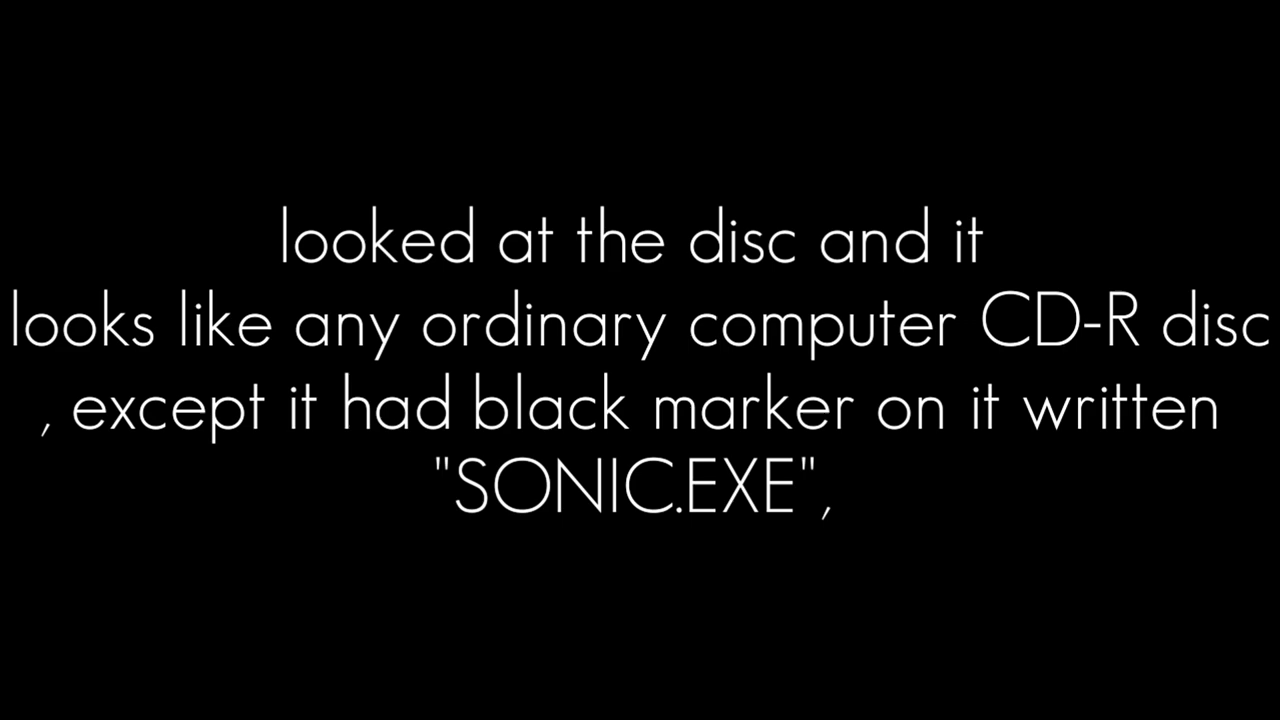 looked at the disc and it
looks like any ordinary computer CD-R disc
, except it had black marker on it written
"SONIC.EXE",